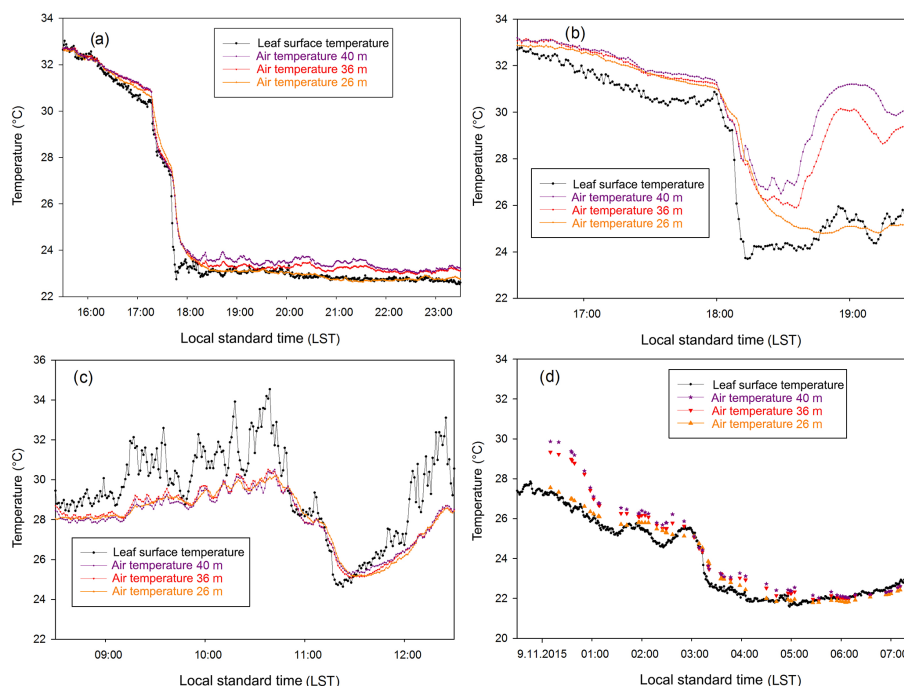 (a)
Leaf surface temperature
Air temperature 40 m
Air temperature 36 m
Air temperature 26 m
Temperature (°C)
34
32
30
28
26
24
22
16:00 17:00 18:00 19:00 20:00 21:00 22:00 23:00
Local standard time (LST)
(b)
Leaf surface temperature
Air temperature 40 m
Air temperature 36 m
Air temperature 26 m
Temperature (°C)
34
32
30
28
26
24
22
17:00 18:00 19:00
Local standard time (LST)
(c)
Leaf surface temperature
Air temperature 40 m
Air temperature 36 m
Air temperature 26 m
Temperature (°C)
36
34
32
30
28
26
24
22
09:00 10:00 11:00 12:00
Local standard time (LST)
(d)
Leaf surface temperature
Air temperature 40 m
Air temperature 36 m
Air temperature 26 m
Temperature (°C)
34
32
30
28
26
24
22
20
9.11.2015 01:00 02:00 03:00 04:00 05:00 06:00 07:00
Local standard time (LST)